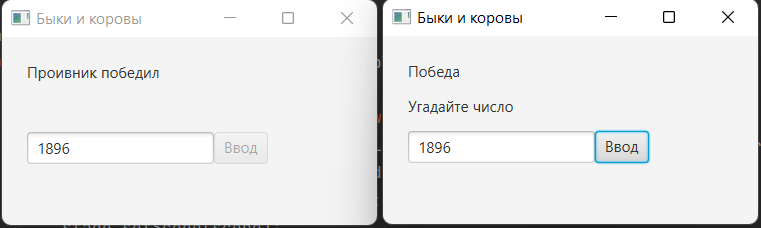 Быки и коровы
Проивник победил
1896
Ввод
Быки и коровы
Победа
Угадайте число
1896
Ввод